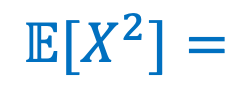 𝔼[𝑋²] =